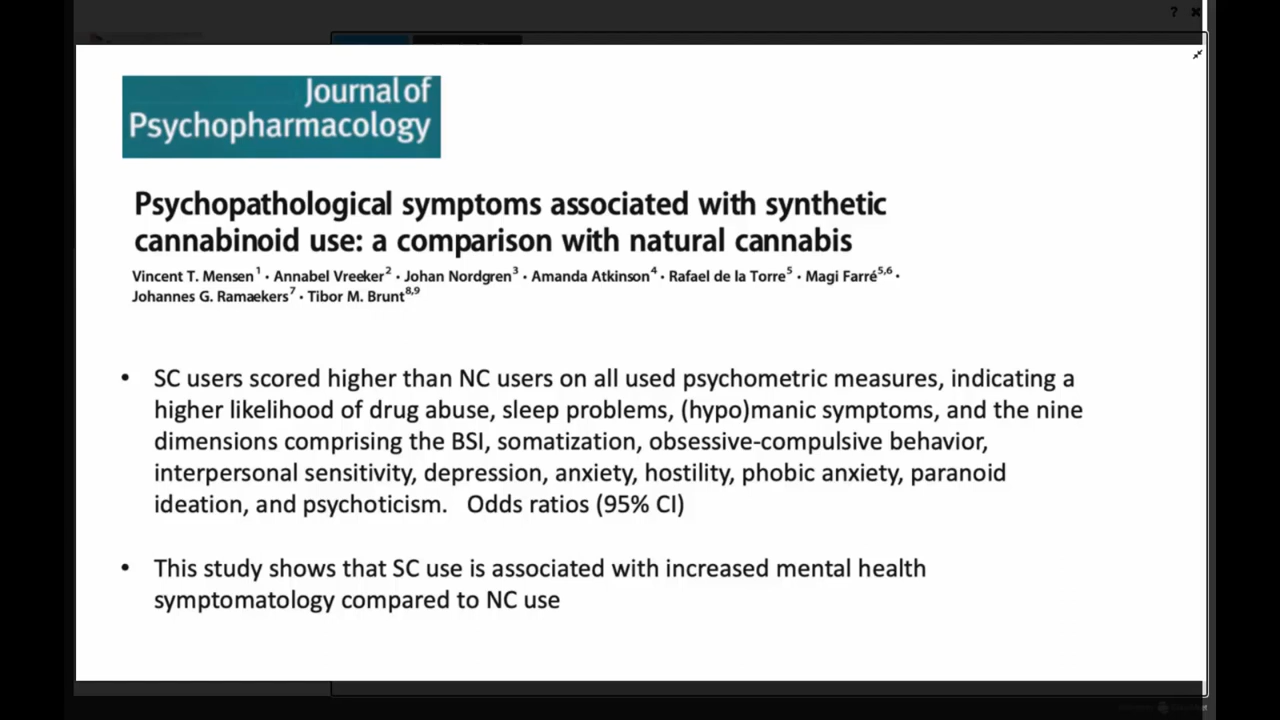 ?
Journal of
Psychopharmacology
Psychopathological symptoms associated with synthetic
cannabinoid use: a comparison with natural cannabis
Vincent T. Mensen1 · Annabel Vreeker2 · Johan Nordgren3 · Amanda Atkinson4 · Rafael de la Torre5 · Magi Farré5,6 ·
Johannes G. Ramaekers7 · Tibor M. Brunt8,9
• SC users scored higher than NC users on all used psychometric measures, indicating a
higher likelihood of drug abuse, sleep problems, (hypo)manic symptoms, and the nine
dimensions comprising the BSI, somatization, obsessive-compulsive behavior,
interpersonal sensitivity, depression, anxiety, hostility, phobic anxiety, paranoid
ideation, and psychoticism. Odds ratios (95% CI)
• This study shows that SC use is associated with increased mental health
symptomatology compared to NC use